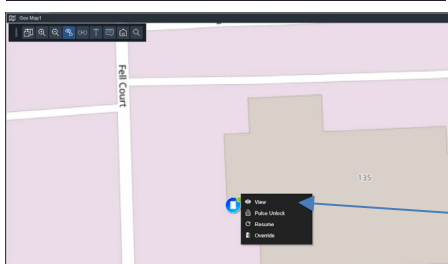 Geo Map1
Fell Court
135
View
Pulse Unlock
Resume
Override